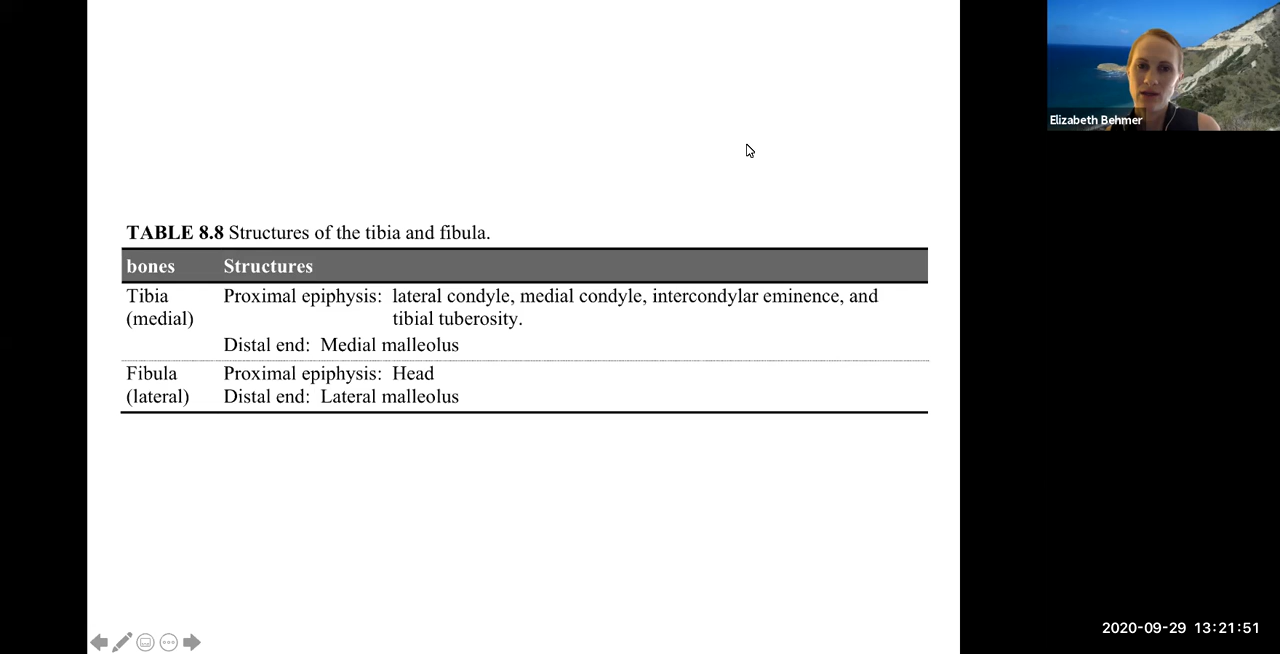 Elizabeth Behmer
TABLE 8.8 Structures of the tibia and fibula.
bones Structures
Tibia Proximal epiphysis: lateral condyle, medial condyle, intercondylar eminence, and
(medial) tibial tuberosity.
Distal end: Medial malleolus
Fibula Proximal epiphysis: Head
(lateral) Distal end: Lateral malleolus
2020-09-29 13:21:51